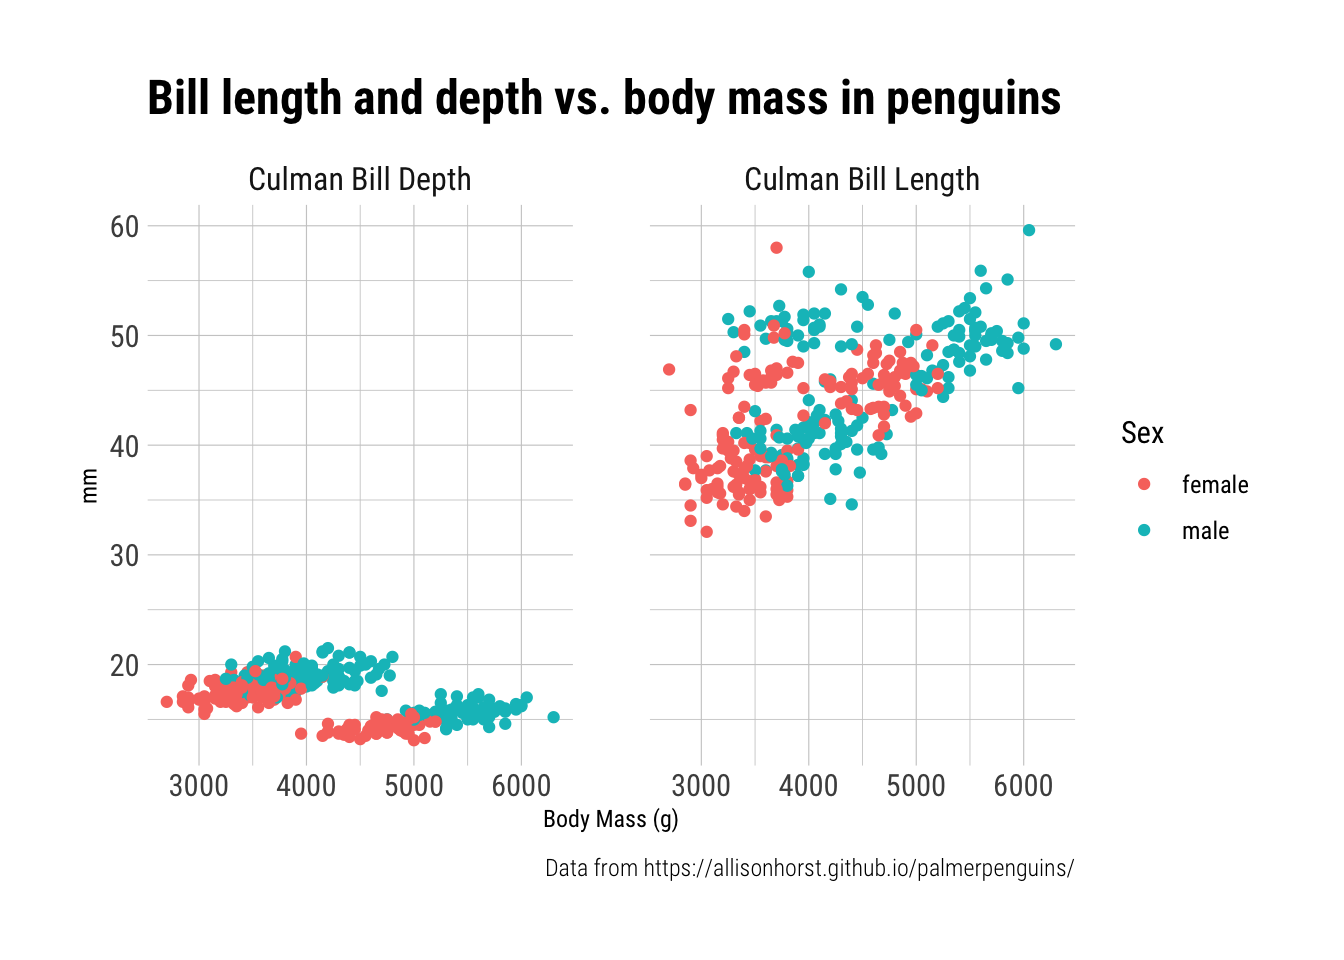 Bill length and depth vs. body mass in penguins
Culman Bill Depth
Culman Bill Length
60
50
40
30
20
mm
3000 4000 5000 6000
3000 4000 5000 6000
Body Mass (g)
Sex
female
male
Data from https://allisonhorst.github.io/palmerpenguins/